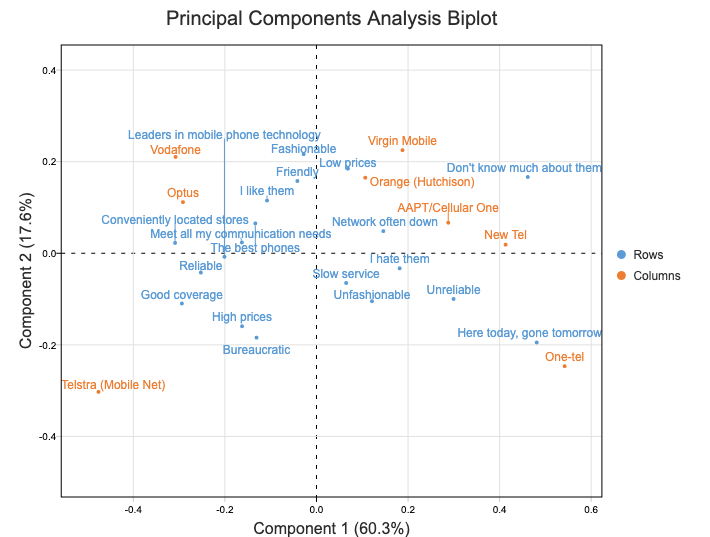 Principal Components Analysis Biplot
0.4
Leaders in mobile phone technology
Virgin Mobile
Vodafone
Fashionable
0.2
Low prices
Don't know much about them
Friendly
Orange (Hutchison)
Optus
I like them
AAPT/Cellular One
Conveniently located stores
Network often down
Meet all my communication needs
New Tel
The best phones
0.0
Rows
Reliable
I hate them
Slow service
Columns
Good coverage
Unfashionable
Unreliable
High prices
Here today, gone tomorrow
-0.2
Bureaucratic
One-tel
Telstra (Mobile Net)
-0.4
Component 2 (17.6%)
-0.4
-0.2
0.0
0.2
0.4
0.6
Component 1 (60.3%)